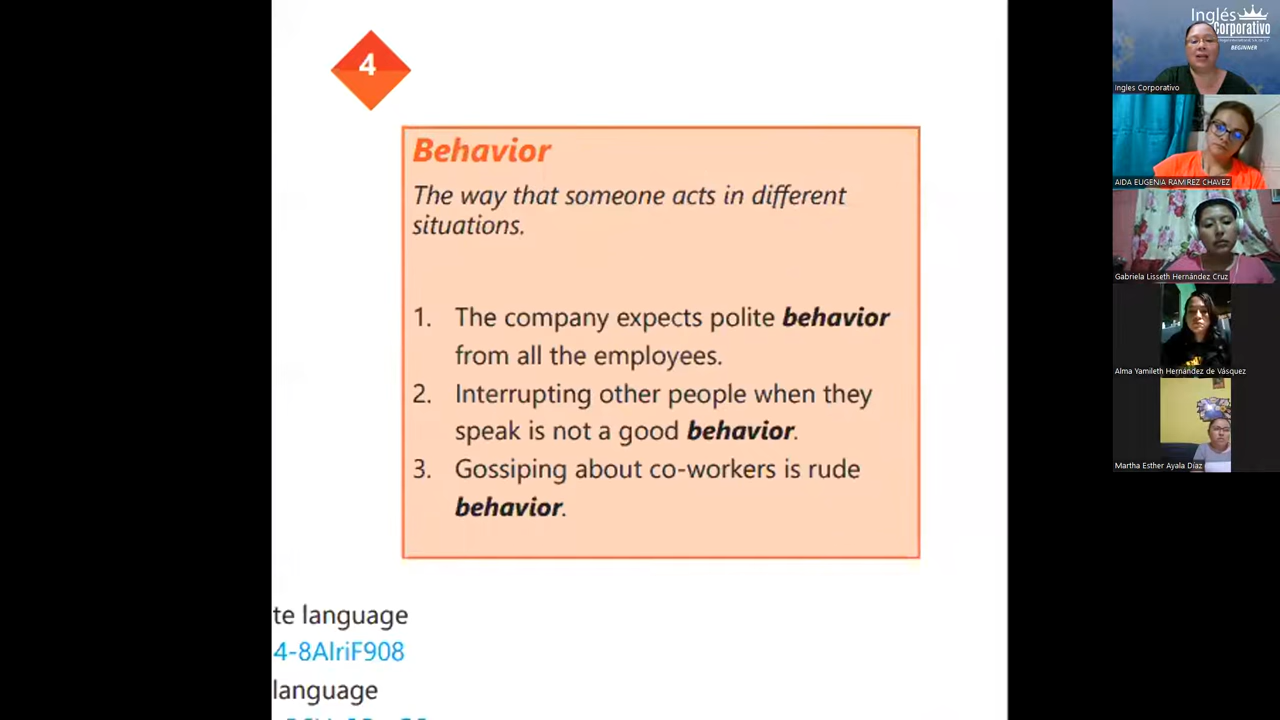 4
Behavior
The way that someone acts in different
situations.
1. The company expects polite behavior
from all the employees.
2. Interrupting other people when they
speak is not a good behavior.
3. Gossiping about co-workers is rude
behavior.
te language
4-8AlriF908
language
Inglés
Corporativo
BEGINNER
Ingles Corporativo
AIDA EUGENIA RAMIREZ CHAVEZ
Gabriela Lisseth Hernández Cruz
Alma Yamileth Hernández de Vásquez
Martha Esther Ayala Díaz